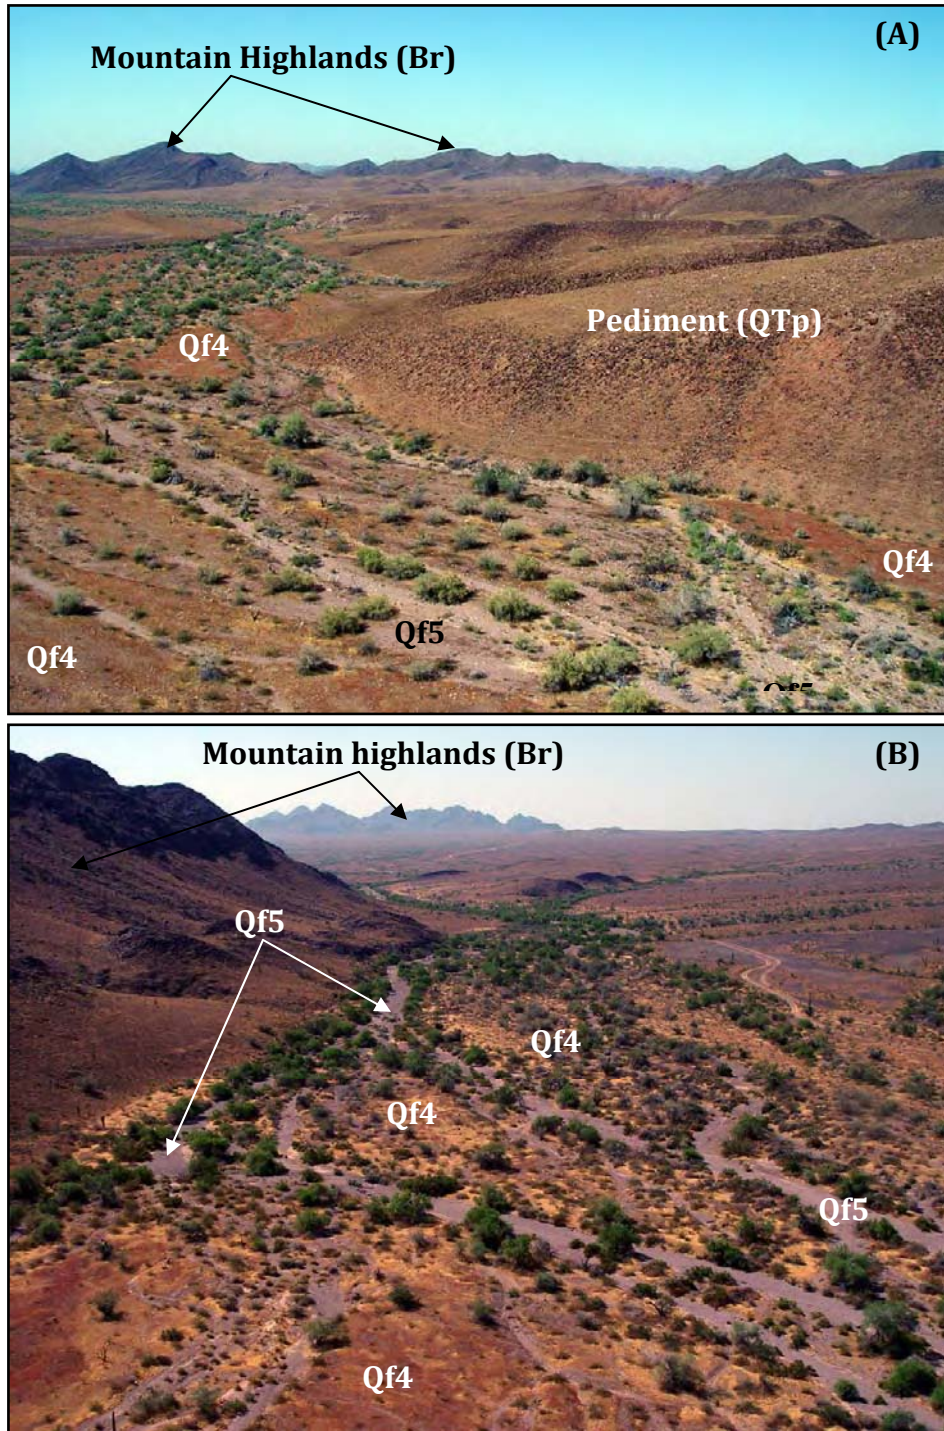 (A)
Mountain Highlands (Br)
Pediment (QTp)
Qf4
Qf4
Qf5
Qf4
Mountain highlands (Br)
(B)
Qf5
Qf4
Qf4
Qf5
Qf4